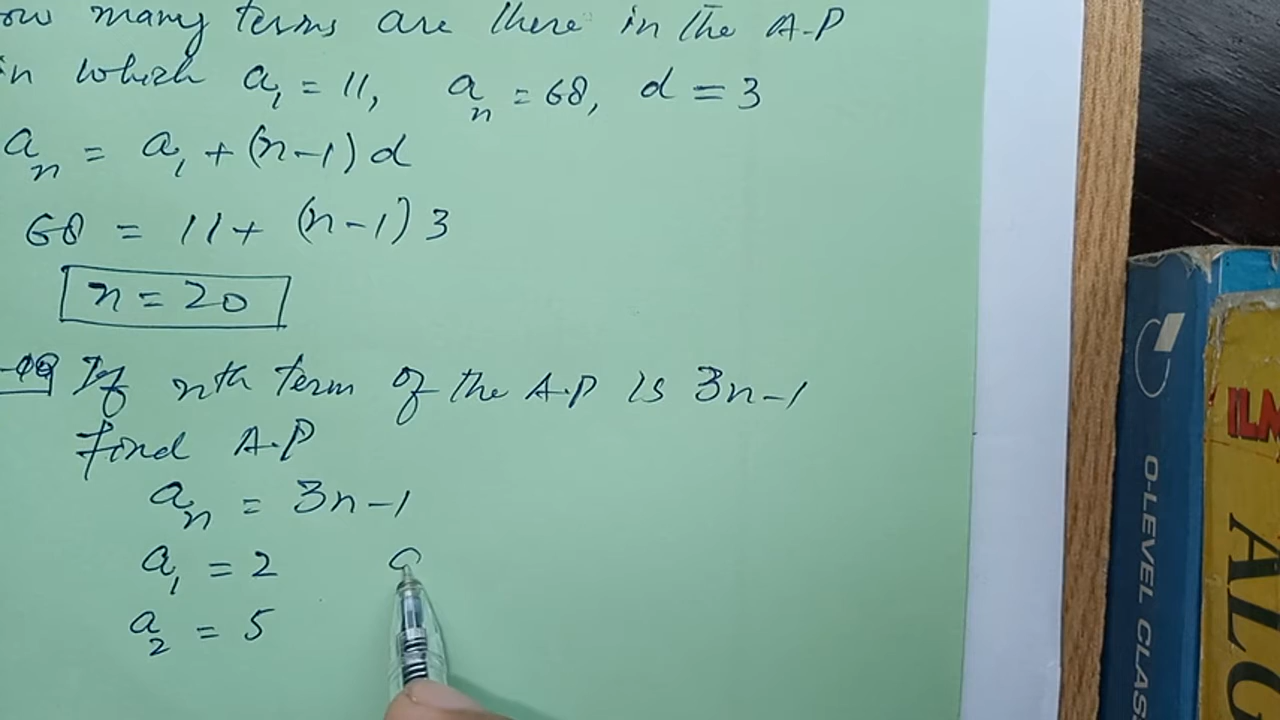 ow many terms are there in the A.P
in which a₁ = 11, aₙ = 68, d = 3
aₙ = a₁ + (n-1) d
68 = 11 + (n-1) 3
n = 20
If nth term of the A.P is 3n-1
Find A.P
aₙ = 3n-1
a₁ = 2 a
a₂ = 5
O-LEVEL CLAS
ILM
ALG